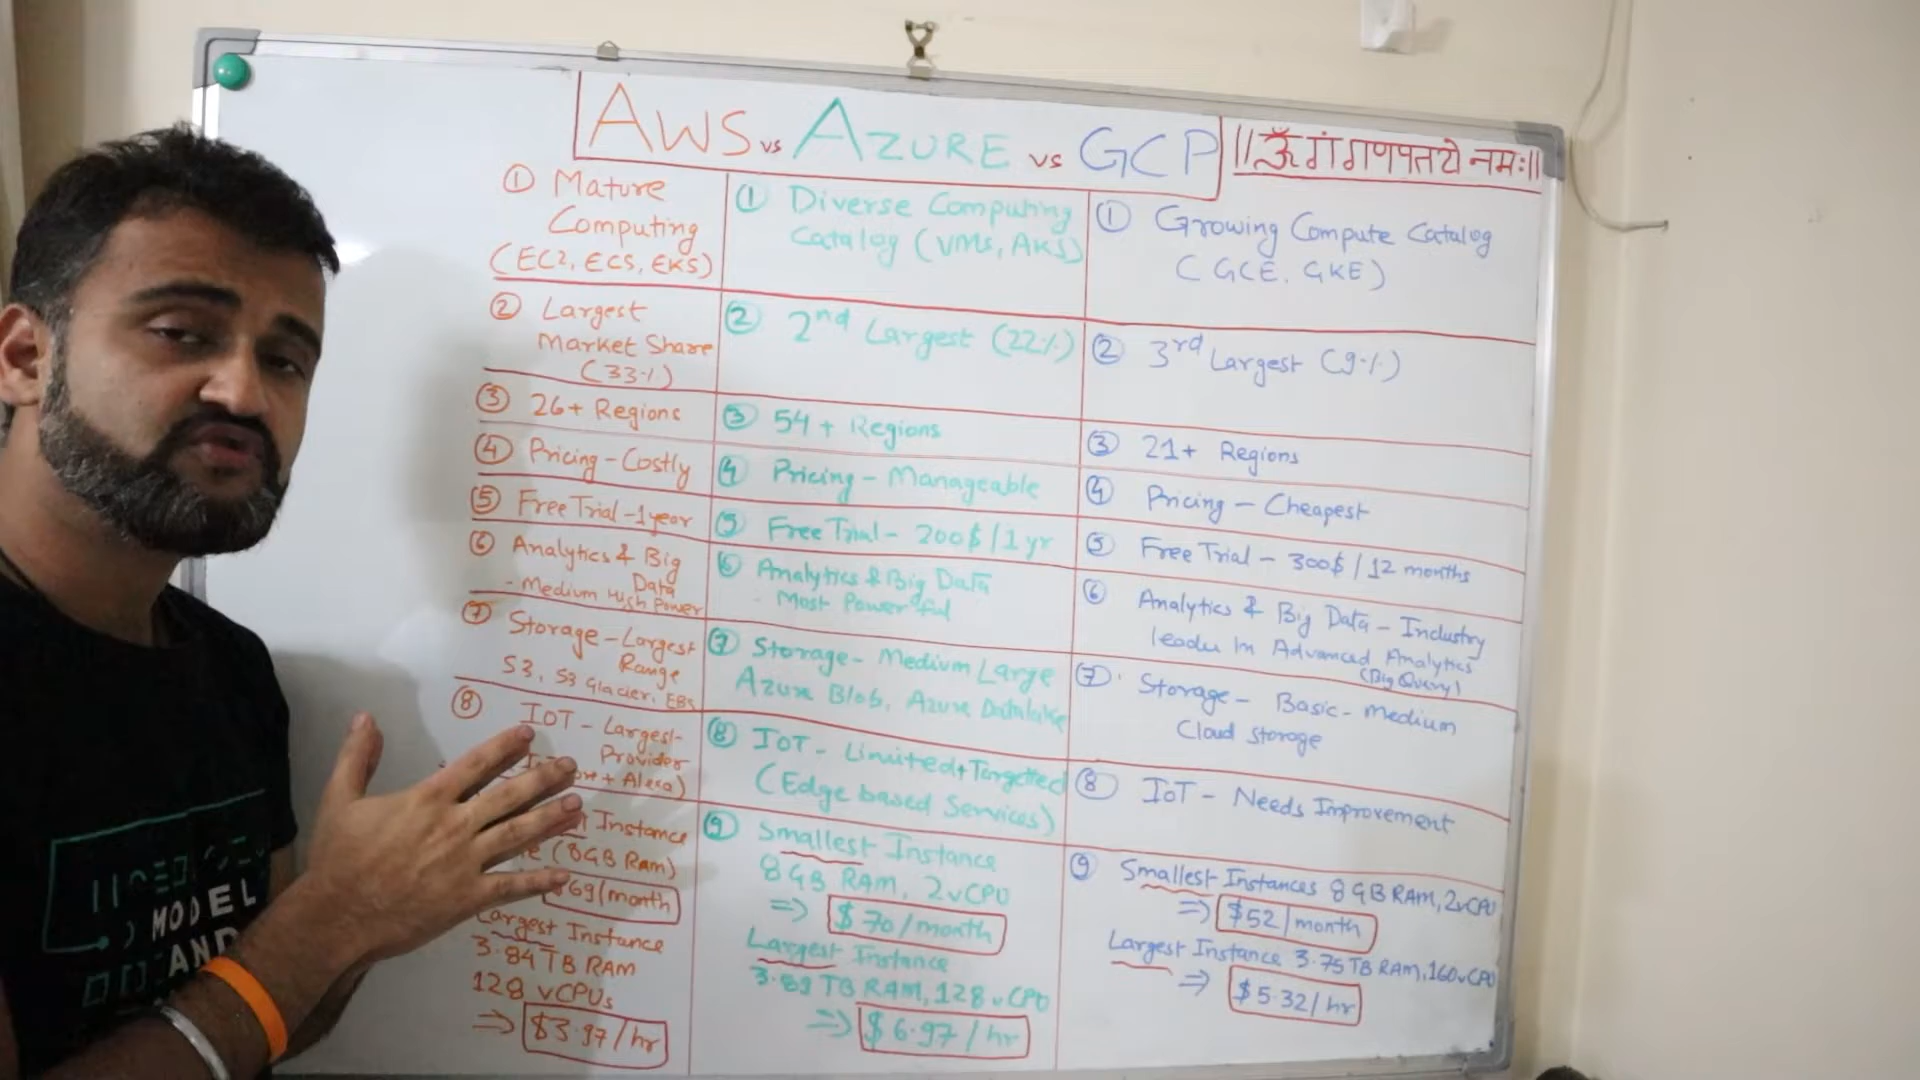 AWS vs AZURE vs GCP
||ॐ गं गणपतये नमः||
① Mature
Computing
(EC2, ECS, EKS)
② Largest
Market Share
(33%)
③ 26+ Regions
④ Pricing - Costly
⑤ Free Trial - 1 year
⑥ Analytics & Big
Data
- Medium High Power
⑦ Storage - Largest
Range
S3, S3 Glacier, EBS
⑧ IOT - Largest
Provider
+ Alexa)
Instance
(8GB Ram)
69/month
Largest Instance
3.84 TB RAM
128 vCPUs
=> $3.97/hr
① Diverse Computing
Catalog (VMs, AKS)
② 2nd Largest (22%)
③ 54+ Regions
④ Pricing - Manageable
⑤ Free Trial - 200$/1yr
⑥ Analytics & Big Data
- Most Powerful
⑦ Storage - Medium Large
Azure Blob, Azure Datalake
⑧ IoT - Limited + Targetted
(Edge based Services)
⑨ Smallest Instance
8GB RAM, 2vCPU
=> $70/month
Largest Instance
3.89 TB RAM, 128 vCPU
=> $6.97/hr
① Growing Compute Catalog
(GCE, GKE)
② 3rd Largest (9%)
③ 21+ Regions
④ Pricing - Cheapest
⑤ Free Trial - 300$/12 months
⑥ Analytics & Big Data - Industry
leader In Advanced Analytics
(Big Query)
⑦ Storage - Basic - Medium
Cloud Storage
⑧ IoT - Needs Improvement
⑨ Smallest Instances 8GB RAM, 2vCPU
=> $52/month
Largest Instance 3.75TB RAM, 160vCPU
=> $5.32/hr
MODEL
AND